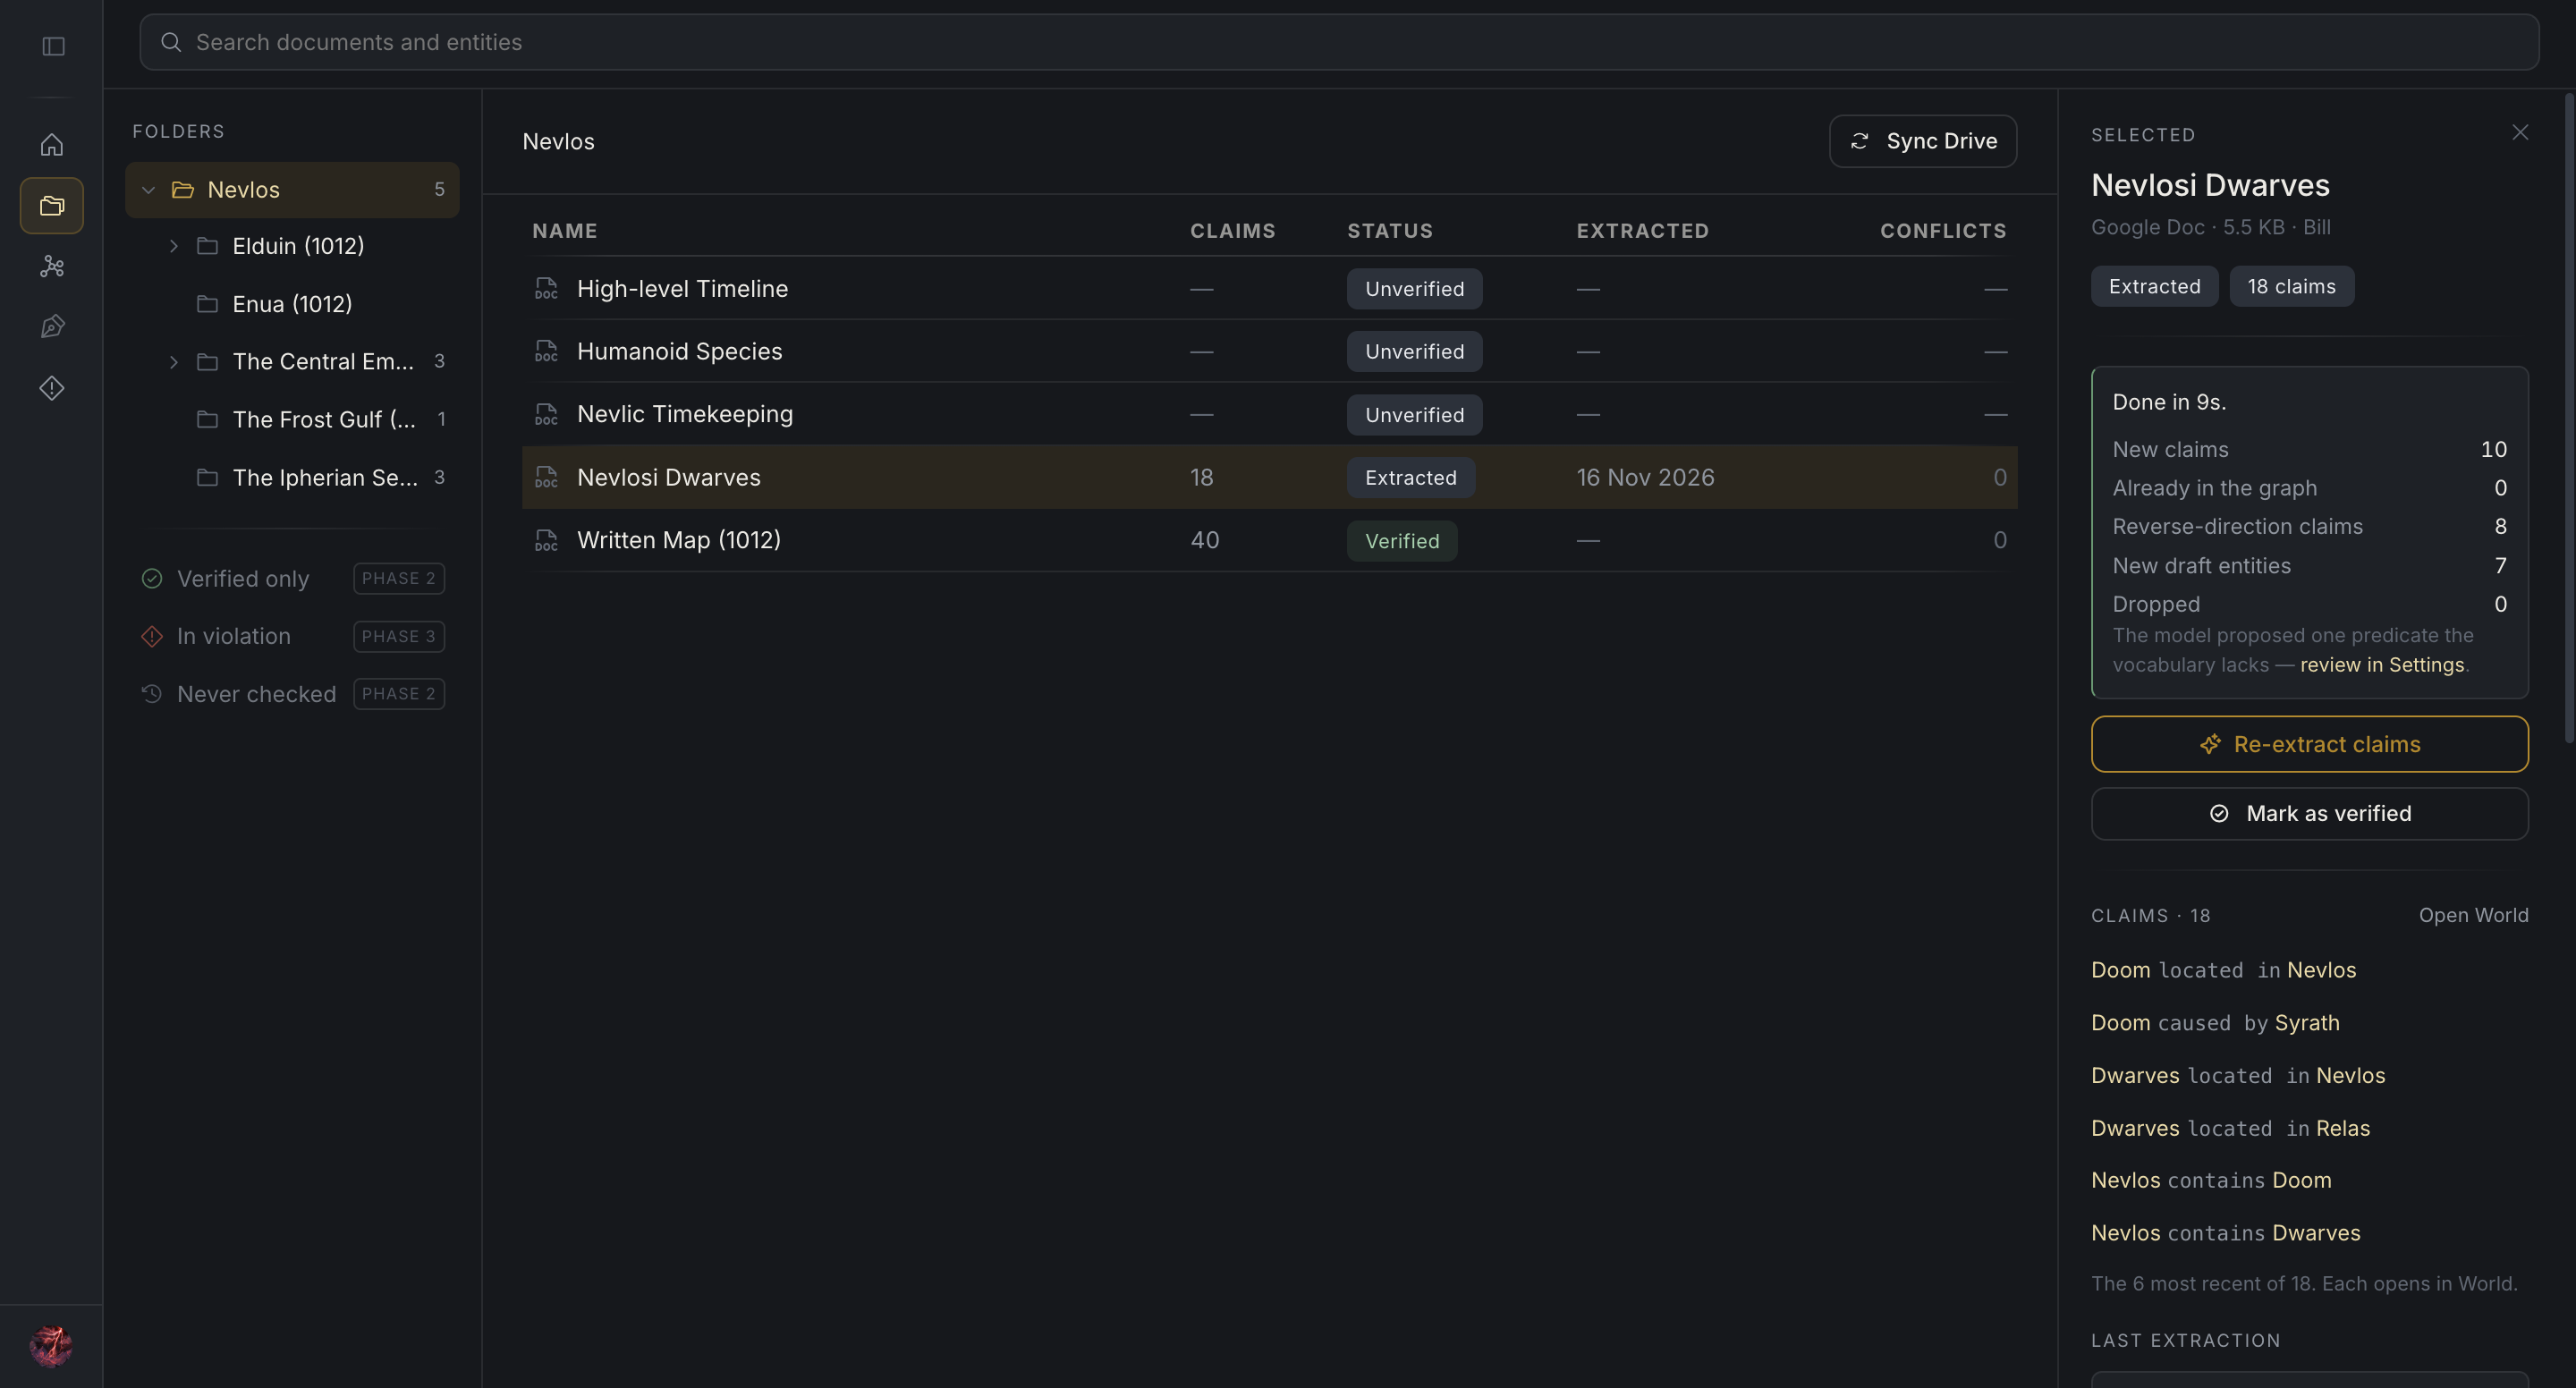 Search documents and entities
FOLDERS
Nevlos 5
Elduin (1012)
Enua (1012)
The Central Em... 3
The Frost Gulf (... 1
The Ipherian Se... 3
Verified only PHASE 2
In violation PHASE 3
Never checked PHASE 2
Nevlos
Sync Drive
NAME CLAIMS STATUS EXTRACTED CONFLICTS
DOC High-level Timeline — Unverified — —
DOC Humanoid Species — Unverified — —
DOC Nevlic Timekeeping — Unverified — —
DOC Nevlosi Dwarves 18 Extracted 16 Nov 2026 0
DOC Written Map (1012) 40 Verified — 0
SELECTED
Nevlosi Dwarves
Google Doc · 5.5 KB · Bill
Extracted 18 claims
Done in 9s.
New claims 10
Already in the graph 0
Reverse-direction claims 8
New draft entities 7
Dropped 0
The model proposed one predicate the
vocabulary lacks — review in Settings.
Re-extract claims
Mark as verified
CLAIMS · 18 Open World
Doom located in Nevlos
Doom caused by Syrath
Dwarves located in Nevlos
Dwarves located in Relas
Nevlos contains Doom
Nevlos contains Dwarves
The 6 most recent of 18. Each opens in World.
LAST EXTRACTION